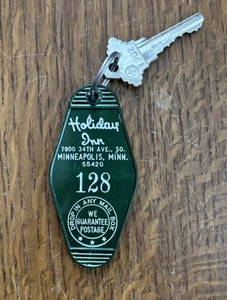 Holiday
Inn
7800 34TH AVE., SO.
MINNEAPOLIS, MINN.
55420
128
DROP IN ANY MAIL BOX
WE
GUARANTEE
POSTAGE